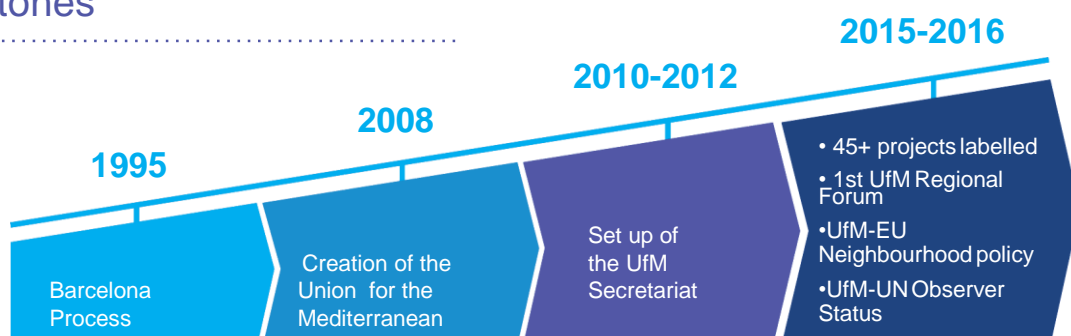 1995
2008
2010-2012
2015-2016
Barcelona
Process
Creation of the
Union for the
Mediterranean
Set up of
the UfM
Secretariat
• 45+ projects labelled
• 1st UfM Regional
Forum
•UfM-EU
Neighbourhood policy
•UfM-UN Observer
Status